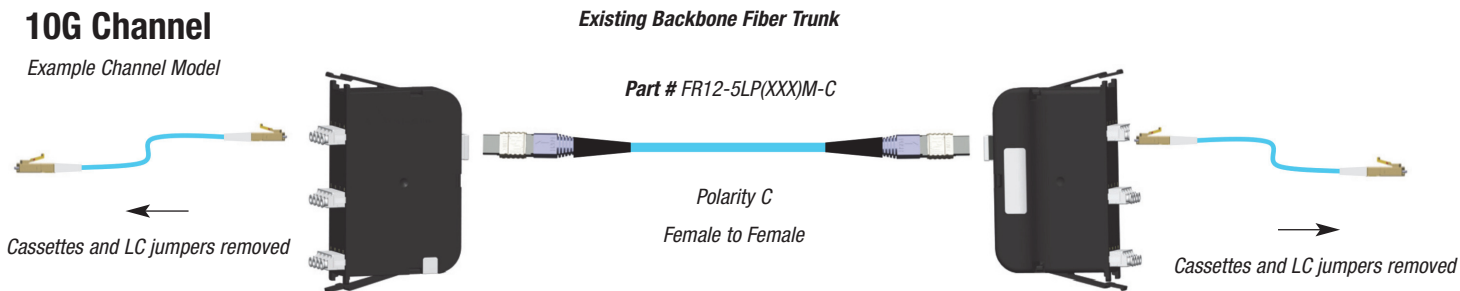 10G Channel
Example Channel Model
Existing Backbone Fiber Trunk
Part # FR12-5LP(XXX)M-C
Polarity C
Female to Female
Cassettes and LC jumpers removed
Cassettes and LC jumpers removed